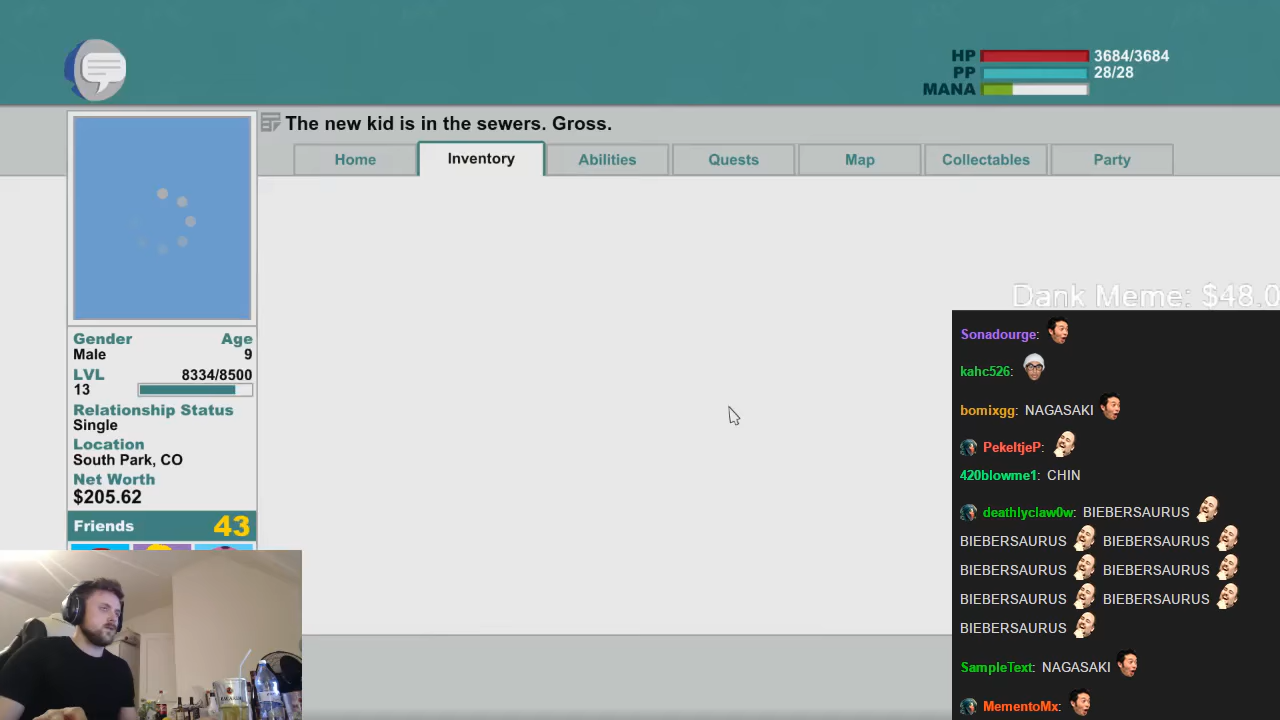 HP 3684/3684
PP 28/28
MANA
The new kid is in the sewers. Gross.
Home Inventory Abilities Quests Map Collectables Party
Gender Age
Male 9
LVL 8334/8500
13
Relationship Status
Single
Location
South Park, CO
Net Worth
$205.62
Friends 43
Dank Meme: $48.0
Sonadourge:
kahc526:
bomixgg: NAGASAKI
PekeltjeP:
420blowme1: CHIN
deathlyclaw0w: BIEBERSAURUS
BIEBERSAURUS BIEBERSAURUS
BIEBERSAURUS BIEBERSAURUS
BIEBERSAURUS BIEBERSAURUS
BIEBERSAURUS
SampleText: NAGASAKI
MementoMx: